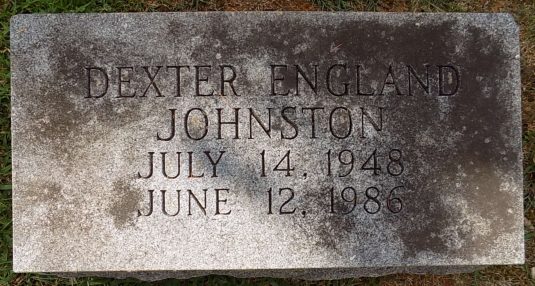 DEXTER ENGLAND
JOHNSTON
JULY 14, 1948
JUNE 12, 1986